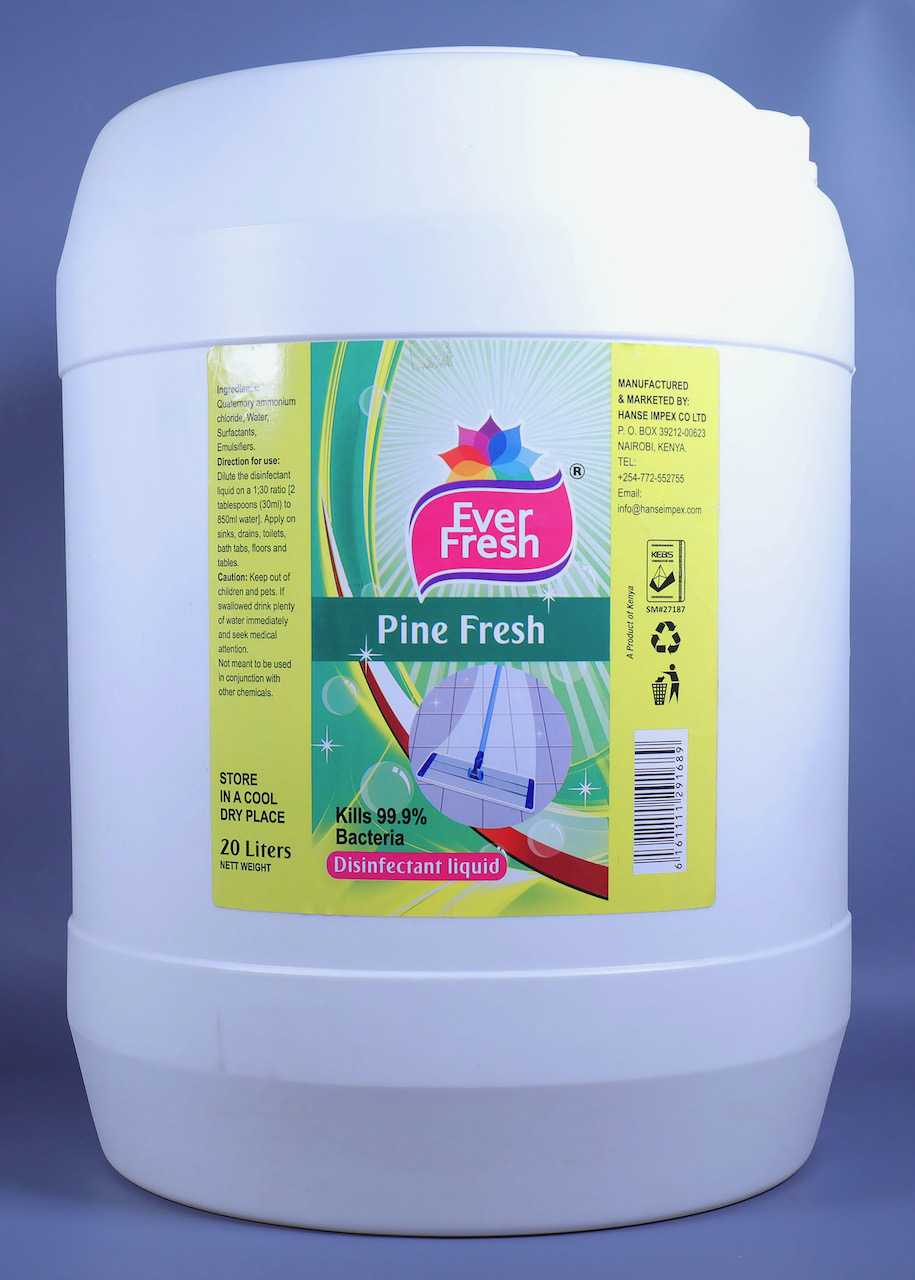 Ingredients:
Quaternary ammonium
chloride, Water,
Surfactants,
Emulsifiers.
Direction for use:
Dilute the disinfectant
liquid on a 1;30 ratio [2
tablespoons (30ml) to
850ml water]. Apply on
sinks, drains, toilets,
bath tabs, floors and
tables.
Caution: Keep out of
children and pets. If
swallowed drink plenty
of water immediately
and seek medical
attention.
Not meant to be used
in conjunction with
other chemicals.
STORE
IN A COOL
DRY PLACE
20 Liters
NETT WEIGHT
®
Ever
Fresh
Pine Fresh
Kills 99.9%
Bacteria
Disinfectant liquid
MANUFACTURED
& MARKETED BY:
HANSE IMPEX CO LTD
P. O. BOX 39212-00623
NAIROBI, KENYA.
TEL:
+254-772-552755
Email:
info@hanseimpex.com
KEBS
SM#27187
A Product of Kenya
6161111291689